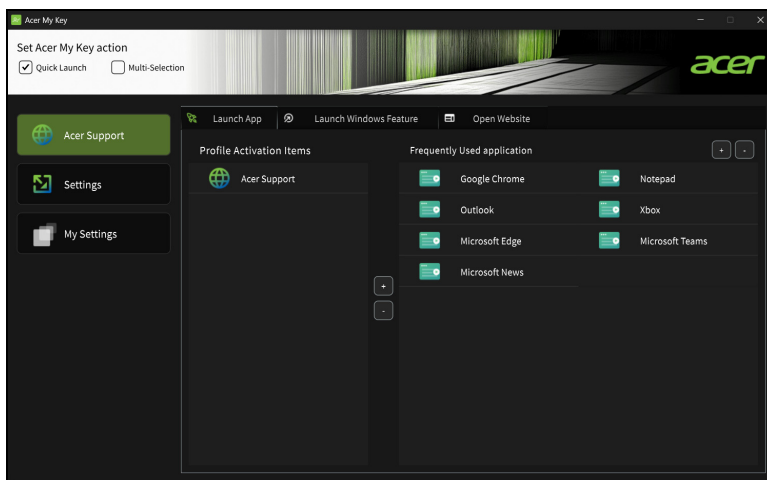 Acer My Key
Set Acer My Key action
Quick Launch
Multi-Selection
acer
Acer Support
Settings
My Settings
Launch App
Launch Windows Feature
Open Website
Profile Activation Items
Acer Support
+
-
Frequently Used application
+
-
Google Chrome
Notepad
Outlook
Xbox
Microsoft Edge
Microsoft Teams
Microsoft News